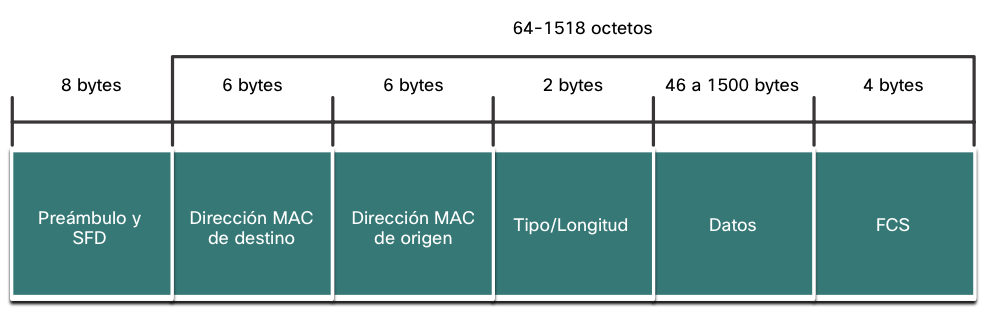 64-1518 octetos
8 bytes
6 bytes
6 bytes
2 bytes
46 a 1500 bytes
4 bytes
Preámbulo y
SFD
Dirección MAC
de destino
Dirección MAC
de origen
Tipo/Longitud
Datos
FCS